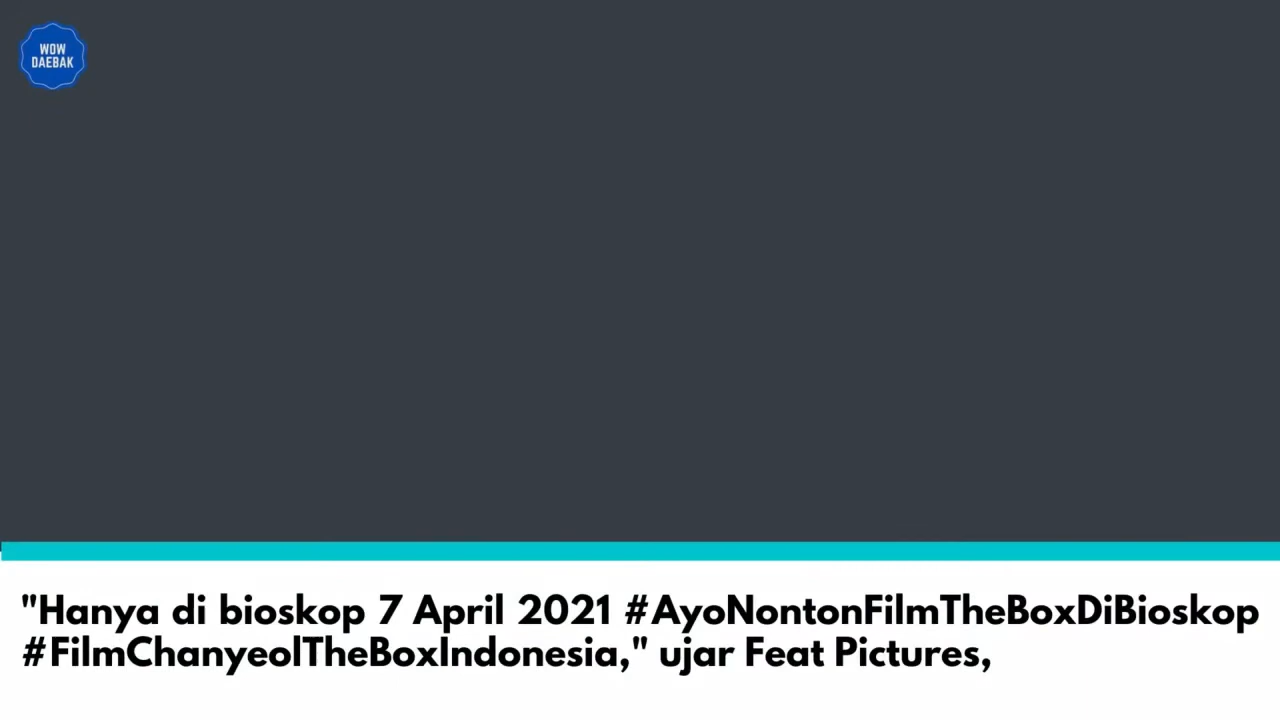 WOW
DAEBAK
"Hanya di bioskop 7 April 2021 #AyoNontonFilmTheBoxDiBioskop
#FilmChanyeolTheBoxIndonesia," ujar Feat Pictures,